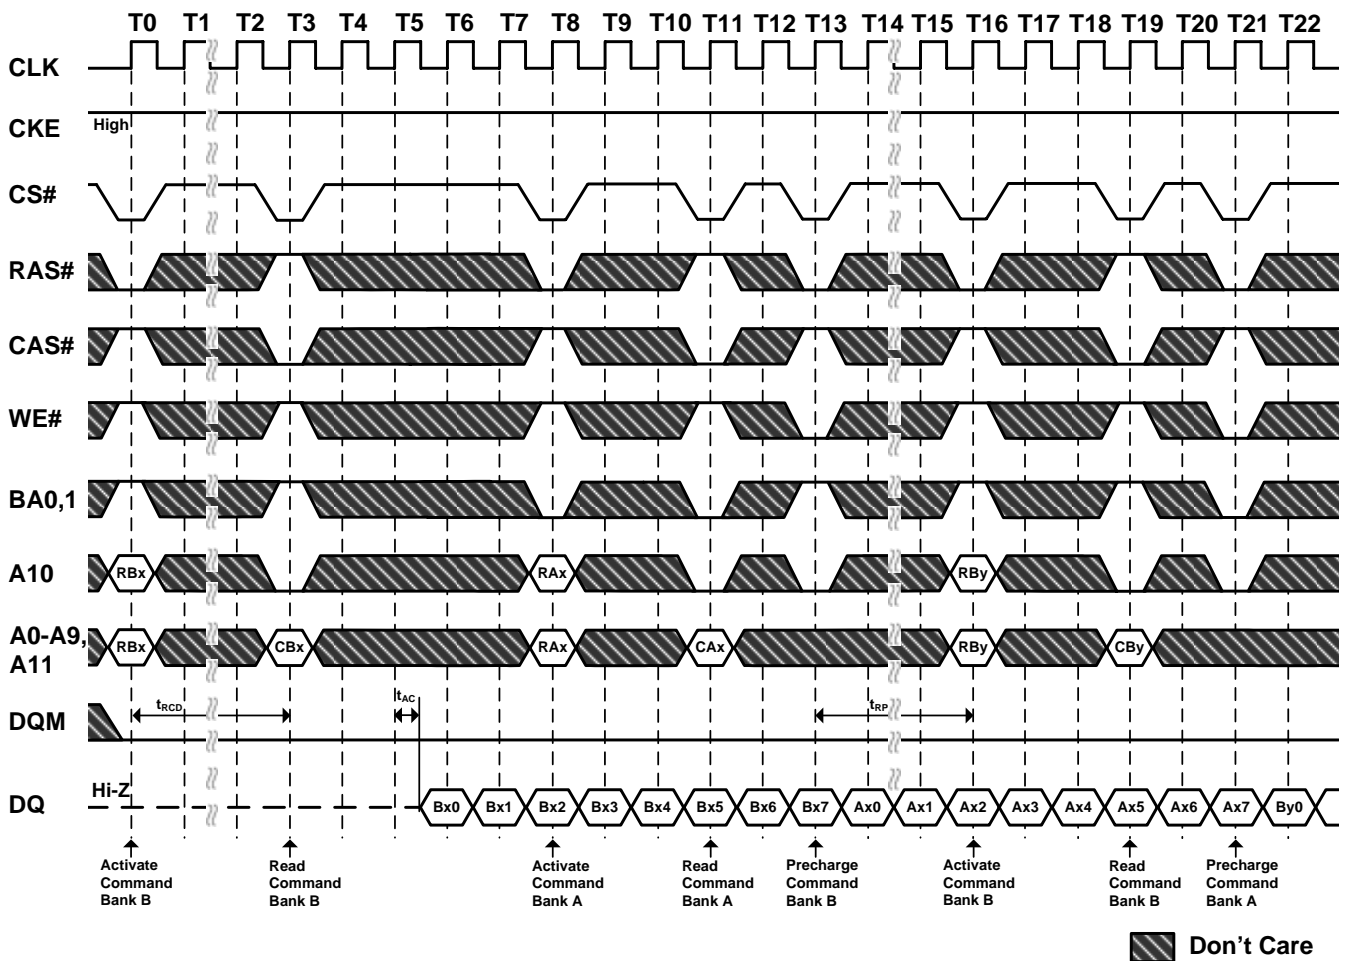 T0 T1 T2 T3 T4 T5 T6 T7 T8 T9 T10 T11 T12 T13 T14 T15 T16 T17 T18 T19 T20 T21 T22
CLK
CKE High
CS#
RAS#
CAS#
WE#
BA0,1
A10 RBx RAx RBy
A0-A9, A11 RBx CBx RAx CAx RBy CBy
DQM tRCD tAC tRP
DQ Hi-Z Bx0 Bx1 Bx2 Bx3 Bx4 Bx5 Bx6 Bx7 Ax0 Ax1 Ax2 Ax3 Ax4 Ax5 Ax6 Ax7 By0
Activate Command Bank B
Read Command Bank B
Activate Command Bank A
Read Command Bank A
Precharge Command Bank B
Activate Command Bank B
Read Command Bank B
Precharge Command Bank A
Don't Care